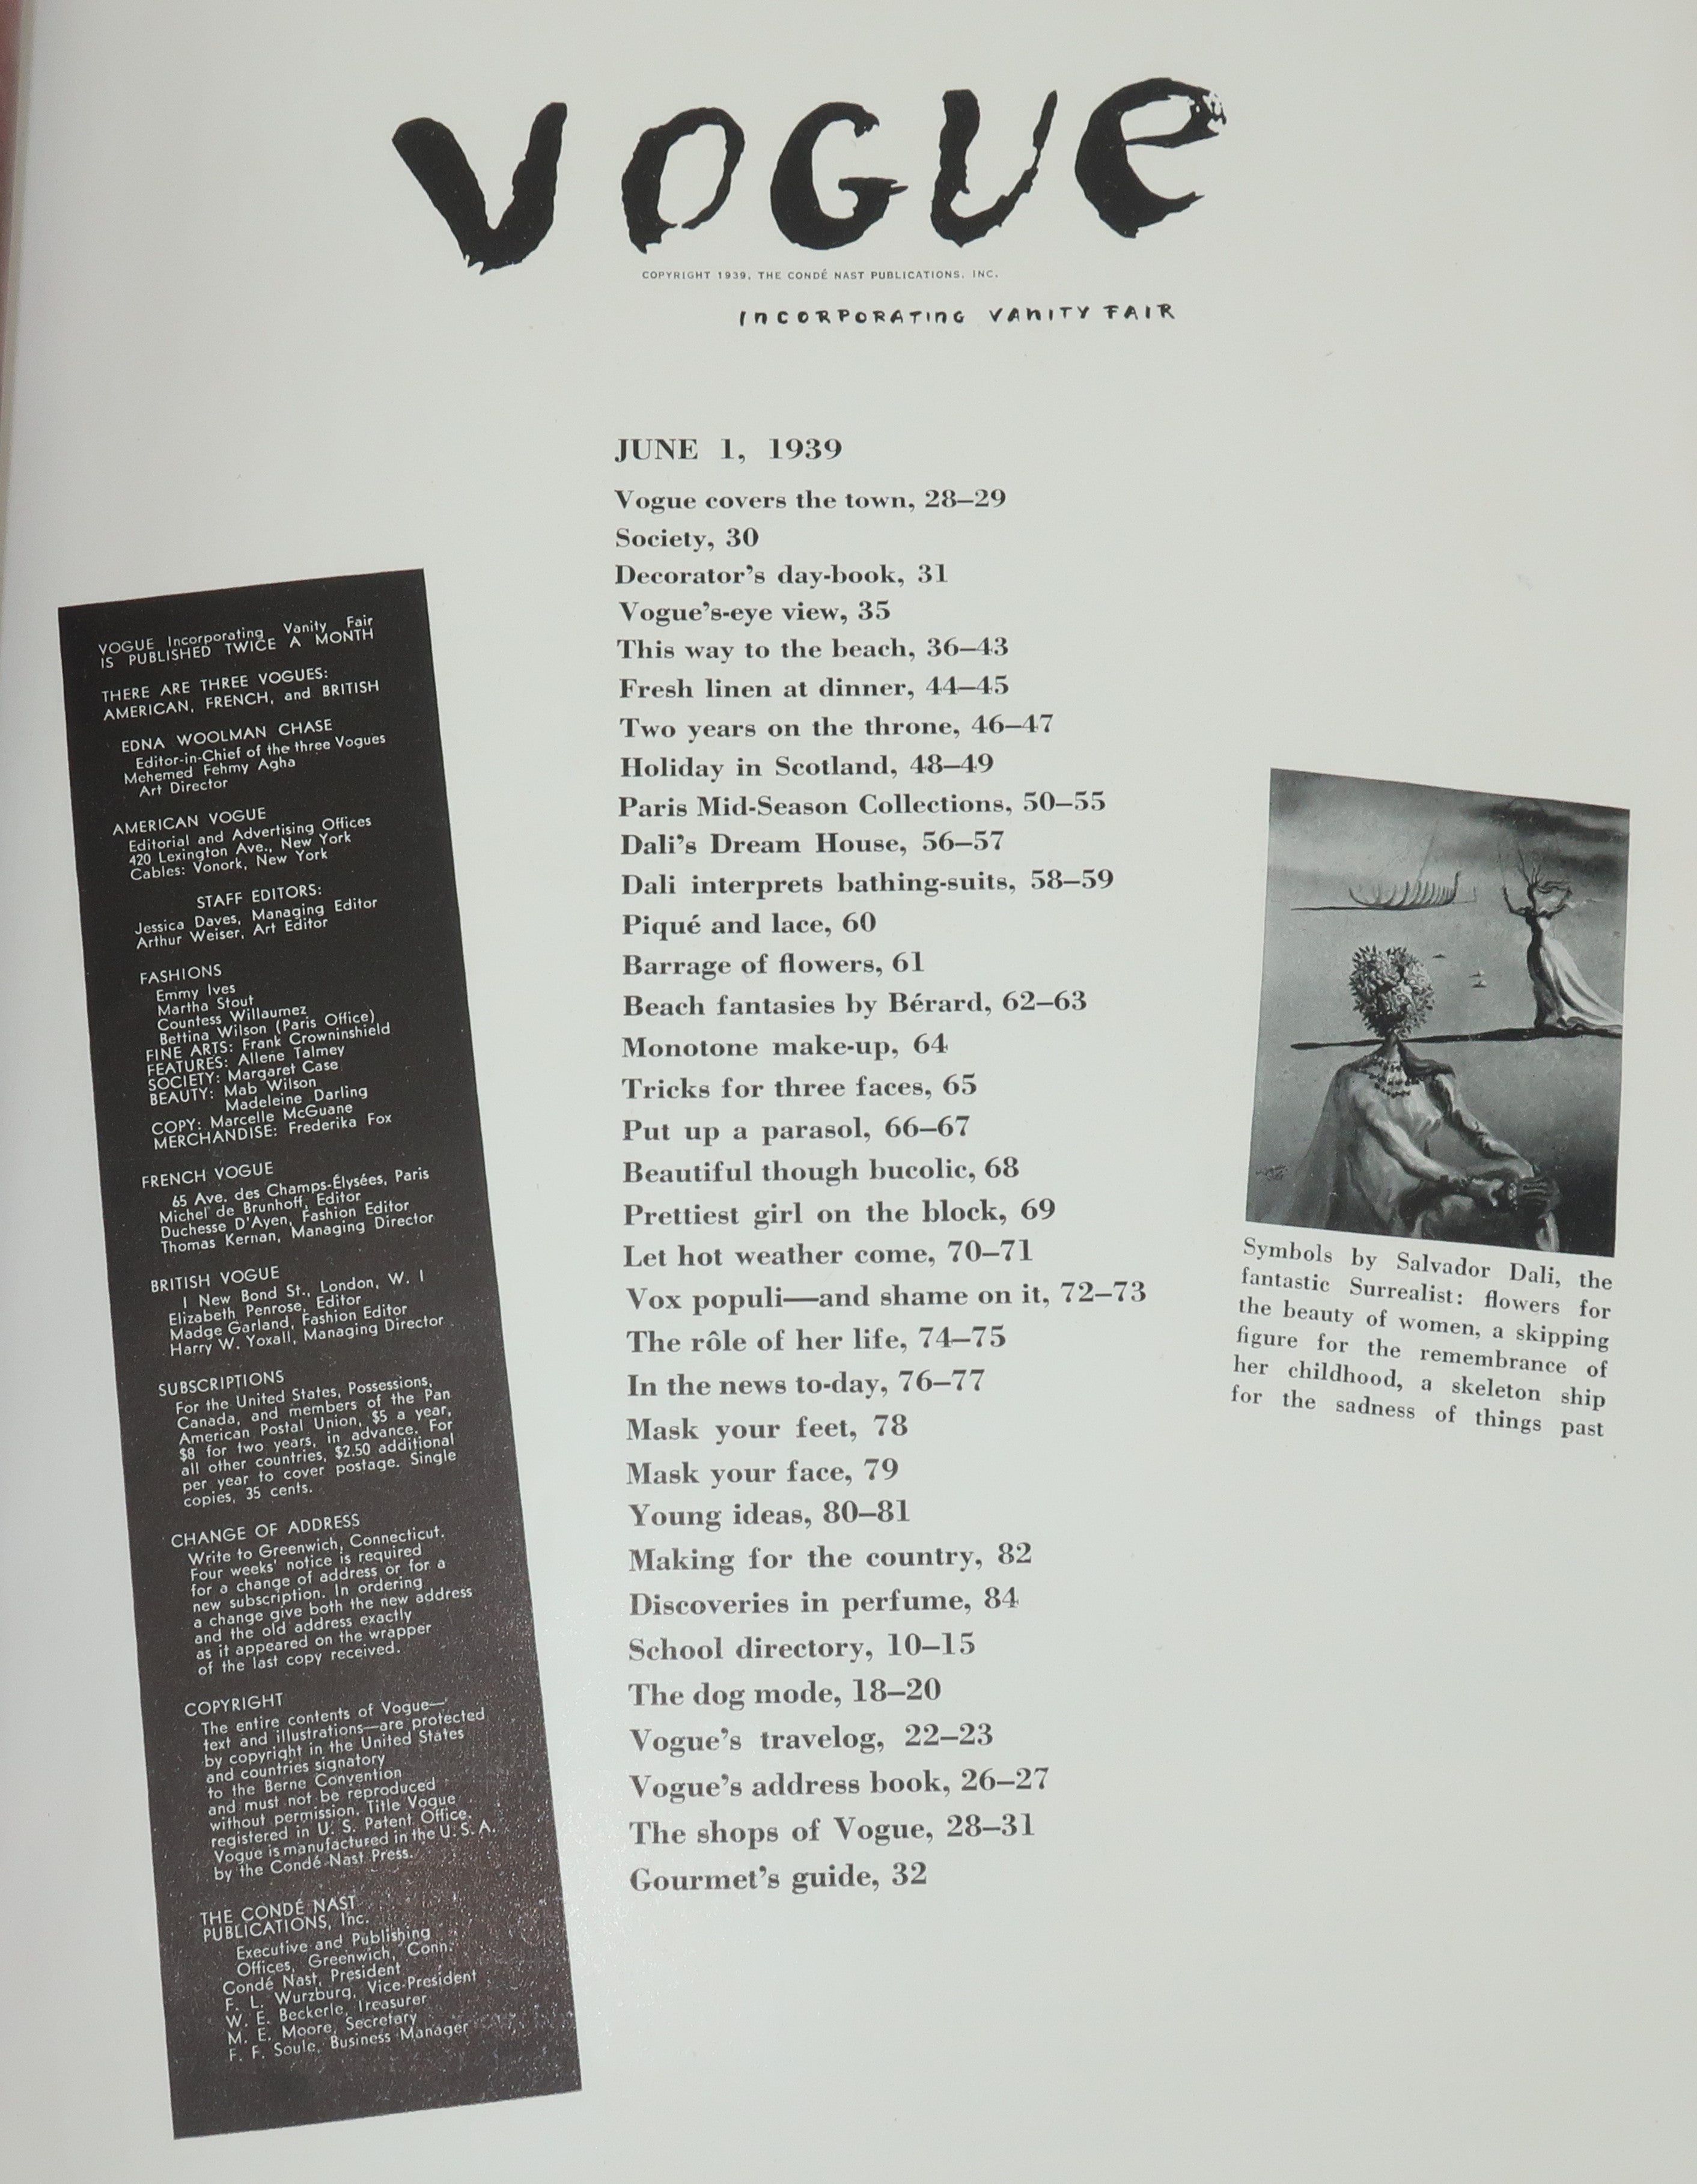 VOGUE
COPYRIGHT 1939, THE CONDÉ NAST PUBLICATIONS, INC.
INCORPORATING VANITY FAIR
JUNE 1, 1939
Vogue covers the town, 28–29
Society, 30
Decorator's day-book, 31
Vogue's-eye view, 35
This way to the beach, 36–43
Fresh linen at dinner, 44–45
Two years on the throne, 46–47
Holiday in Scotland, 48–49
Paris Mid-Season Collections, 50–55
Dali's Dream House, 56–57
Dali interprets bathing-suits, 58–59
Piqué and lace, 60
Barrage of flowers, 61
Beach fantasies by Bérard, 62–63
Monotone make-up, 64
Tricks for three faces, 65
Put up a parasol, 66–67
Beautiful though bucolic, 68
Prettiest girl on the block, 69
Let hot weather come, 70–71
Vox populi—and shame on it, 72–73
The rôle of her life, 74–75
In the news to-day, 76–77
Mask your feet, 78
Mask your face, 79
Young ideas, 80–81
Making for the country, 82
Discoveries in perfume, 84
School directory, 10–15
The dog mode, 18–20
Vogue's travelog, 22–23
Vogue's address book, 26–27
The shops of Vogue, 28–31
Gourmet's guide, 32
VOGUE Incorporating Vanity Fair
IS PUBLISHED TWICE A MONTH
THERE ARE THREE VOGUES:
AMERICAN, FRENCH, and BRITISH
EDNA WOOLMAN CHASE
Editor-in-Chief of the three Vogues
Mehemed Fehmy Agha
Art Director
AMERICAN VOGUE
Editorial and Advertising Offices
420 Lexington Ave., New York
Cables: Vonork, New York
STAFF EDITORS:
Jessica Daves, Managing Editor
Arthur Weiser, Art Editor
FASHIONS
Emmy Ives
Martha Stout
Countess Willaumez
Bettina Wilson (Paris Office)
FINE ARTS: Frank Crowninshield
FEATURES: Allene Talmey
SOCIETY: Margaret Case
BEAUTY: Mab Wilson
Madeleine Darling
COPY: Marcelle McGuane
MERCHANDISE: Frederika Fox
FRENCH VOGUE
65 Ave. des Champs-Élysées, Paris
Michel de Brunhoff, Editor
Duchesse D'Ayen, Fashion Editor
Thomas Kernan, Managing Director
BRITISH VOGUE
1 New Bond St., London, W. 1
Elizabeth Penrose, Editor
Madge Garland, Fashion Editor
Harry W. Yoxall, Managing Director
SUBSCRIPTIONS
For the United States, Possessions,
Canada, and members of the Pan
American Postal Union, $5 a year,
$8 for two years, in advance. For
all other countries, $2.50 additional
per year to cover postage. Single
copies, 35 cents.
CHANGE OF ADDRESS
Write to Greenwich, Connecticut.
Four weeks' notice is required
for a change of address or for a
new subscription. In ordering
a change give both the new address
and the old address exactly
as it appeared on the wrapper
of the last copy received.
COPYRIGHT
The entire contents of Vogue—
text and illustrations—are protected
by copyright in the United States
and countries signatory
to the Berne Convention
and must not be reproduced
without permission. Title Vogue
registered in U. S. Patent Office.
Vogue is manufactured in the U. S. A.
by the Condé Nast Press.
THE CONDÉ NAST
PUBLICATIONS, Inc.
Executive and Publishing
Offices, Greenwich, Conn.
Condé Nast, President
F. L. Wurzburg, Vice-President
W. E. Beckerle, Treasurer
M. E. Moore, Secretary
F. F. Soule, Business Manager
Symbols by Salvador Dali, the
fantastic Surrealist: flowers for
the beauty of women, a skipping
figure for the remembrance of
her childhood, a skeleton ship
for the sadness of things past